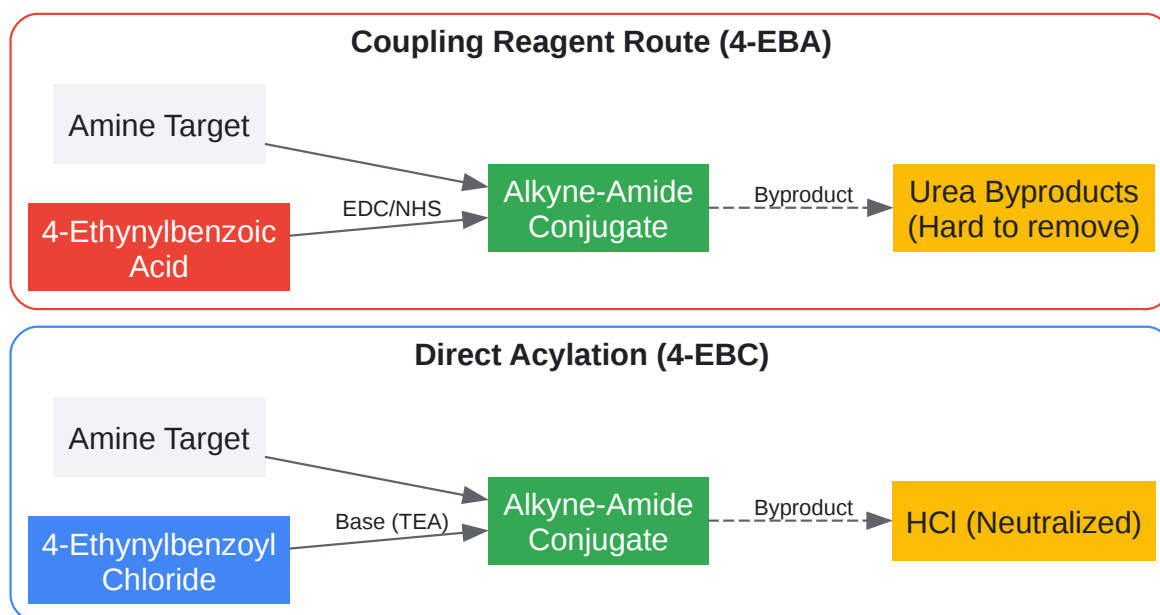 Coupling Reagent Route (4-EBA)
Amine Target
4-Ethynylbenzoic
Acid
EDC/NHS
Alkyne-Amide
Conjugate
Byproduct
Urea Byproducts
(Hard to remove)
Direct Acylation (4-EBC)
Amine Target
4-Ethynylbenzoyl
Chloride
Base (TEA)
Alkyne-Amide
Conjugate
Byproduct
HCl (Neutralized)